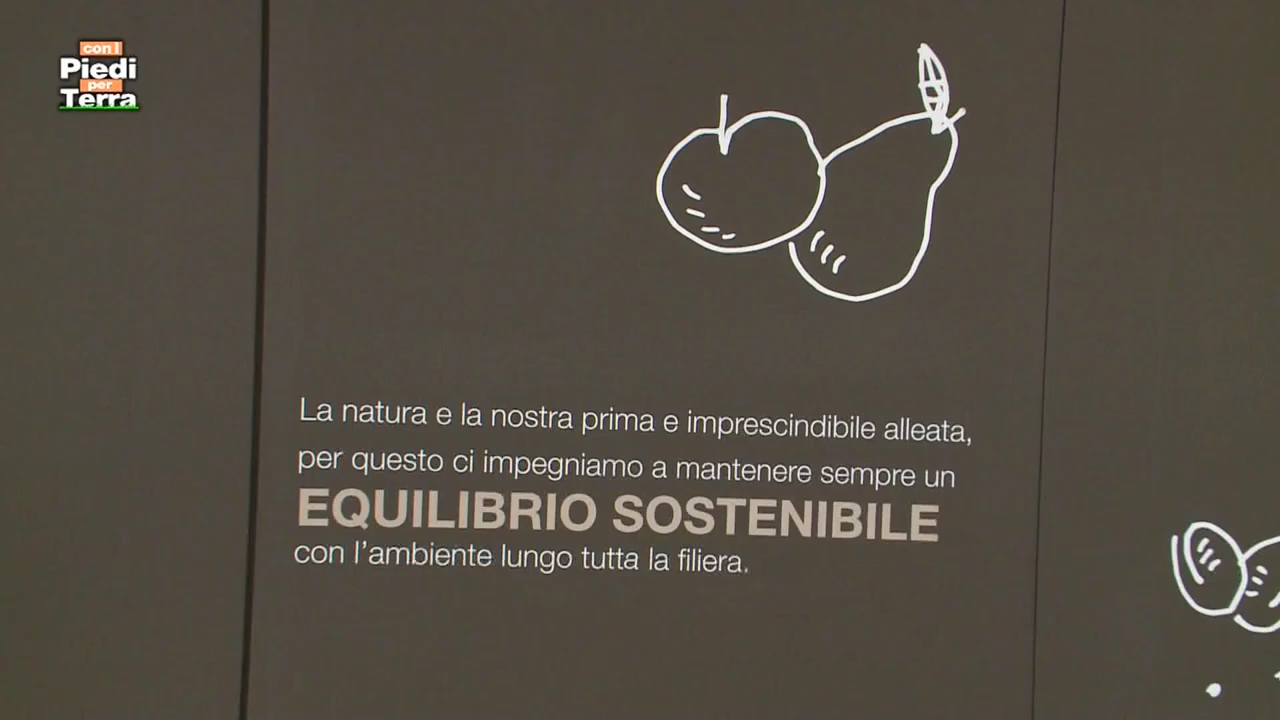 con I
Piedi
per
Terra
La natura e la nostra prima e imprescindibile alleata,
per questo ci impegniamo a mantenere sempre un
EQUILIBRIO SOSTENIBILE
con l’ambiente lungo tutta la filiera.